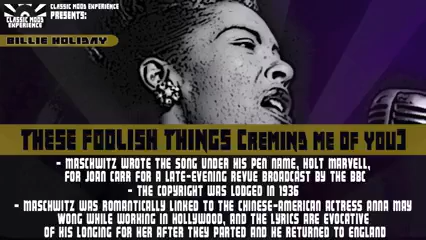 CLASSIC MOOD EXPERIENCE
PRESENTS:
CLASSIC MOOD
EXPERIENCE
BILLIE HOLIDAY
THESE FOOLISH THINGS (REMIND ME OF YOU)
- MASCHWITZ WROTE THE SONG UNDER HIS PEN NAME, HOLT MARVELL,
FOR JOAN CARR FOR A LATE-EVENING REVUE BROADCAST BY THE BBC
- THE COPYRIGHT WAS LODGED IN 1936
- MASCHWITZ WAS ROMANTICALLY LINKED TO THE CHINESE-AMERICAN ACTRESS ANNA MAY
WONG WHILE WORKING IN HOLLYWOOD, AND THE LYRICS ARE EVOCATIVE
OF HIS LONGING FOR HER AFTER THEY PARTED AND HE RETURNED TO ENGLAND